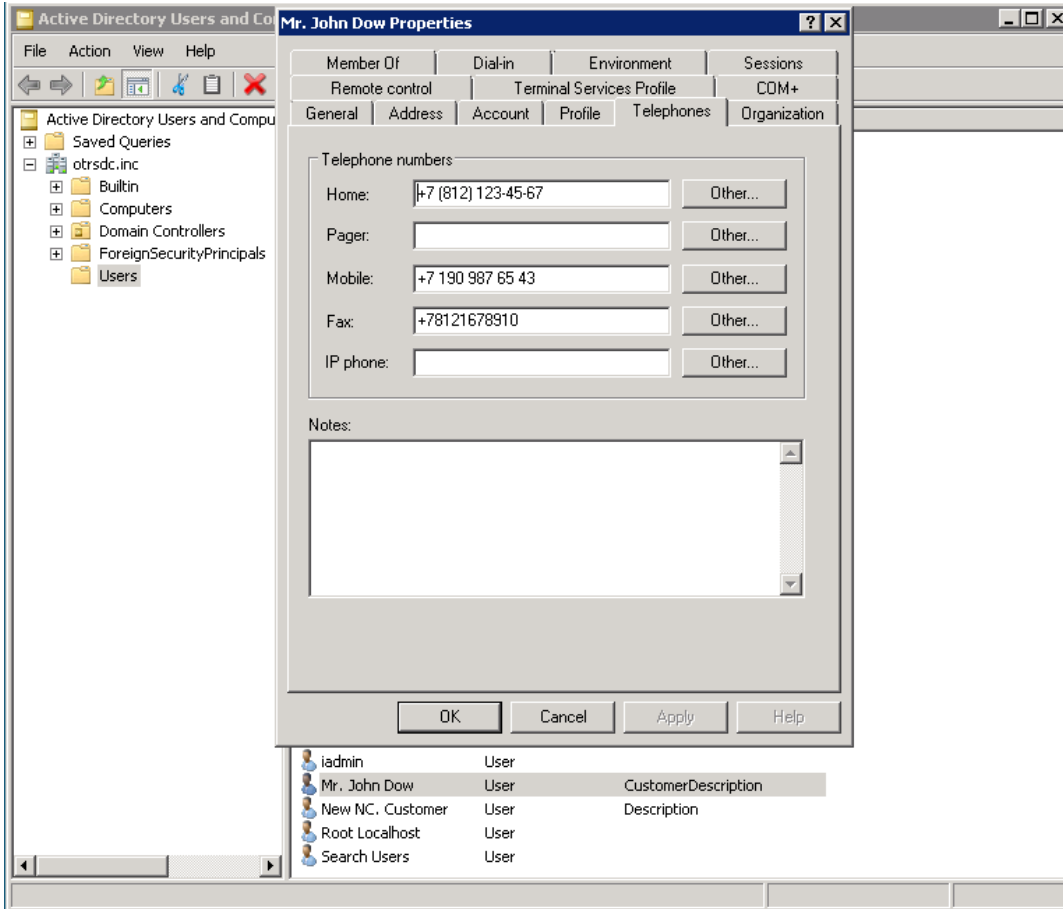 Active Directory Users and Co
Mr. John Dow Properties
File Action View Help
Active Directory Users and Compu
Saved Queries
otrsdc.inc
Builtin
Computers
Domain Controllers
ForeignSecurityPrincipals
Users
Member Of Dial-in Environment Sessions
Remote control Terminal Services Profile COM+
General Address Account Profile Telephones Organization
Telephone numbers
Home: +7 (812) 123-45-67 Other...
Pager: Other...
Mobile: +7 190 987 65 43 Other...
Fax: +78121678910 Other...
IP phone: Other...
Notes:
OK Cancel Apply Help
iadmin User
Mr. John Dow User CustomerDescription
New NC. Customer User Description
Root Localhost User
Search Users User